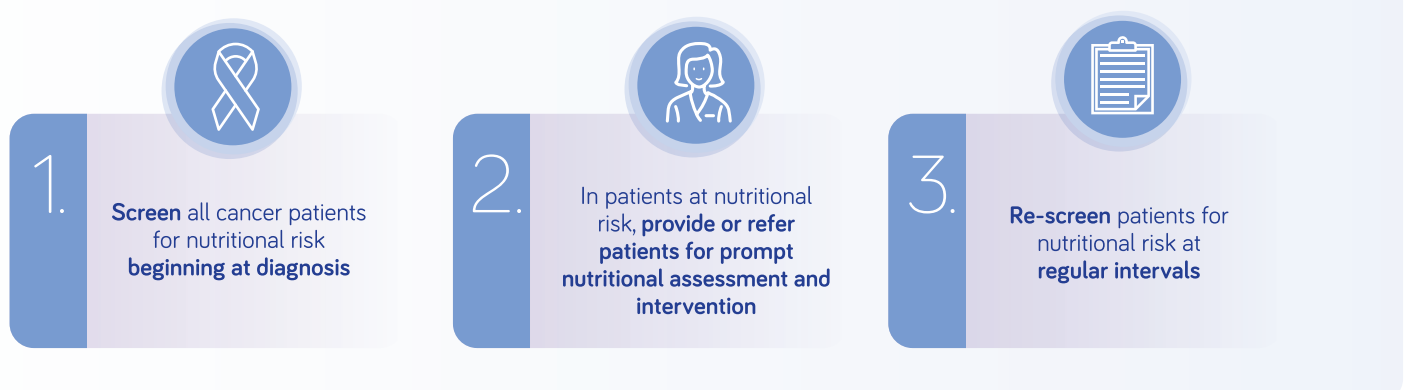 1.
Screen all cancer patients
for nutritional risk
beginning at diagnosis
2.
In patients at nutritional
risk, provide or refer
patients for prompt
nutritional assessment and
intervention
3.
Re-screen patients for
nutritional risk at
regular intervals